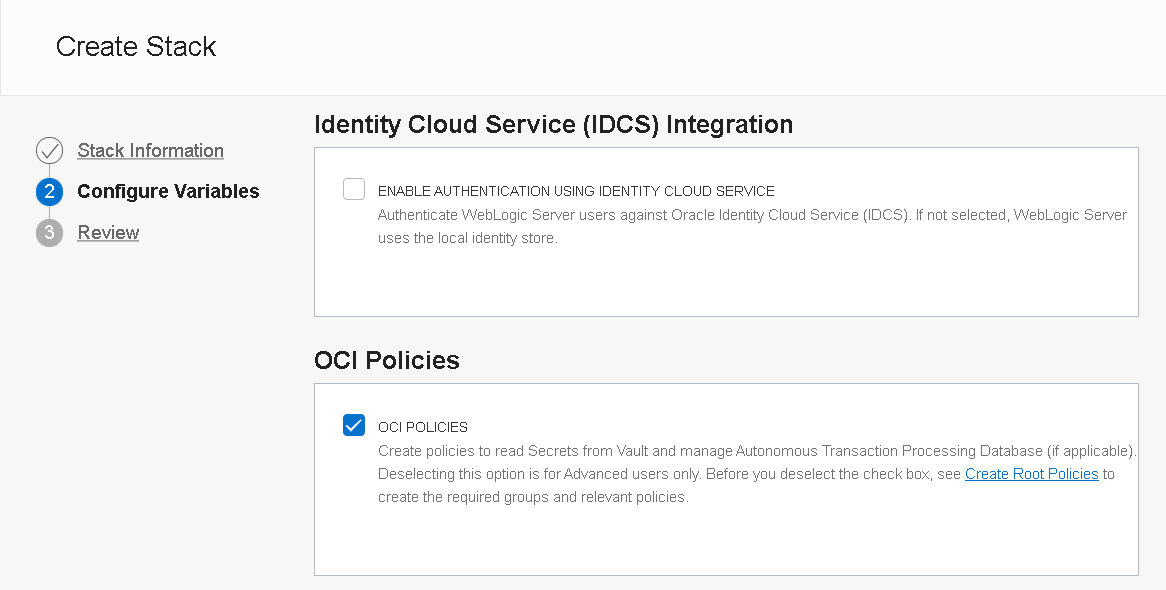 Create Stack
Stack Information
2 Configure Variables
3 Review
Identity Cloud Service (IDCS) Integration
ENABLE AUTHENTICATION USING IDENTITY CLOUD SERVICE
Authenticate WebLogic Server users against Oracle Identity Cloud Service (IDCS). If not selected, WebLogic Server
uses the local identity store.
OCI Policies
OCI POLICIES
Create policies to read Secrets from Vault and manage Autonomous Transaction Processing Database (if applicable).
Deselecting this option is for Advanced users only. Before you deselect the check box, see Create Root Policies to
create the required groups and relevant policies.